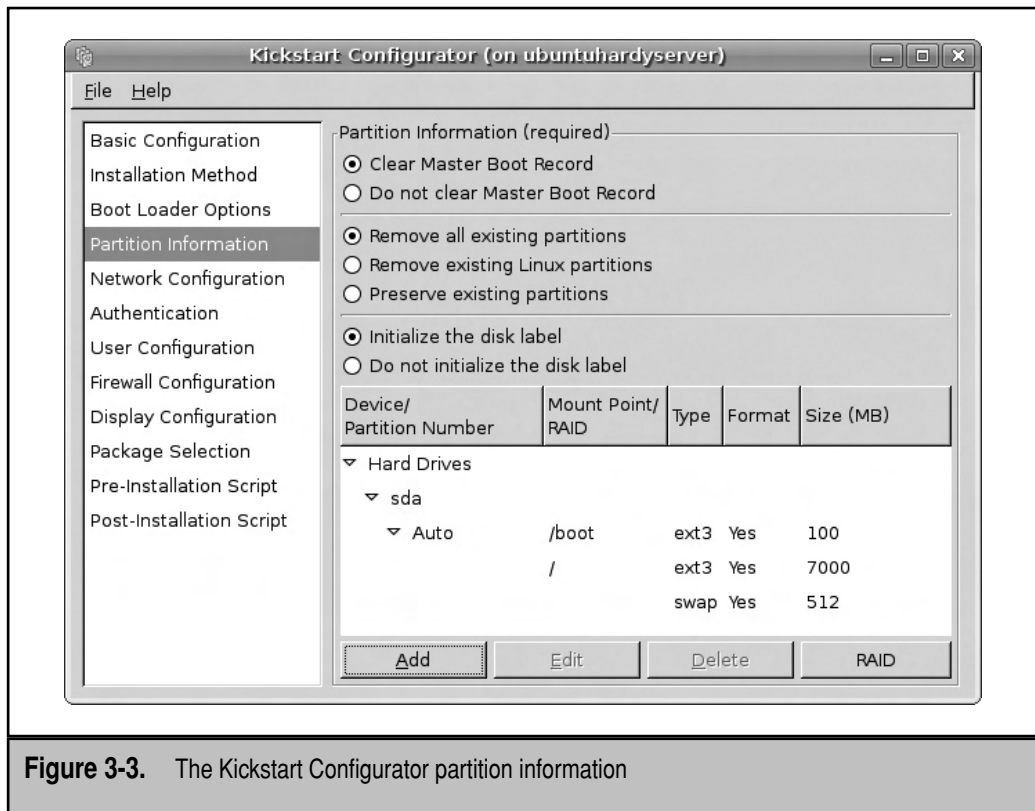 Kickstart Configurator (on ubuntuhardyserver)
File Help
Basic Configuration
Installation Method
Boot Loader Options
Partition Information
Network Configuration
Authentication
User Configuration
Firewall Configuration
Display Configuration
Package Selection
Pre-Installation Script
Post-Installation Script
Partition Information (required)
Clear Master Boot Record
Do not clear Master Boot Record
Remove all existing partitions
Remove existing Linux partitions
Preserve existing partitions
Initialize the disk label
Do not initialize the disk label
Device/
Partition Number
Mount Point/
RAID
Type
Format
Size (MB)
Hard Drives
sda
Auto /boot ext3 Yes 100
/ ext3 Yes 7000
swap Yes 512
Add Edit Delete RAID
Figure 3-3. The Kickstart Configurator partition information